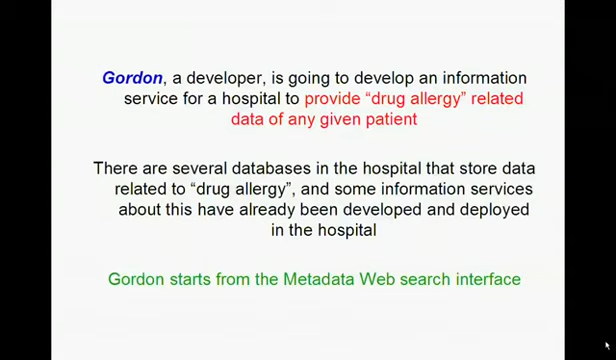 Gordon, a developer, is going to develop an information
service for a hospital to provide “drug allergy” related
data of any given patient
There are several databases in the hospital that store data
related to “drug allergy”, and some information services
about this have already been developed and deployed
in the hospital
Gordon starts from the Metadata Web search interface